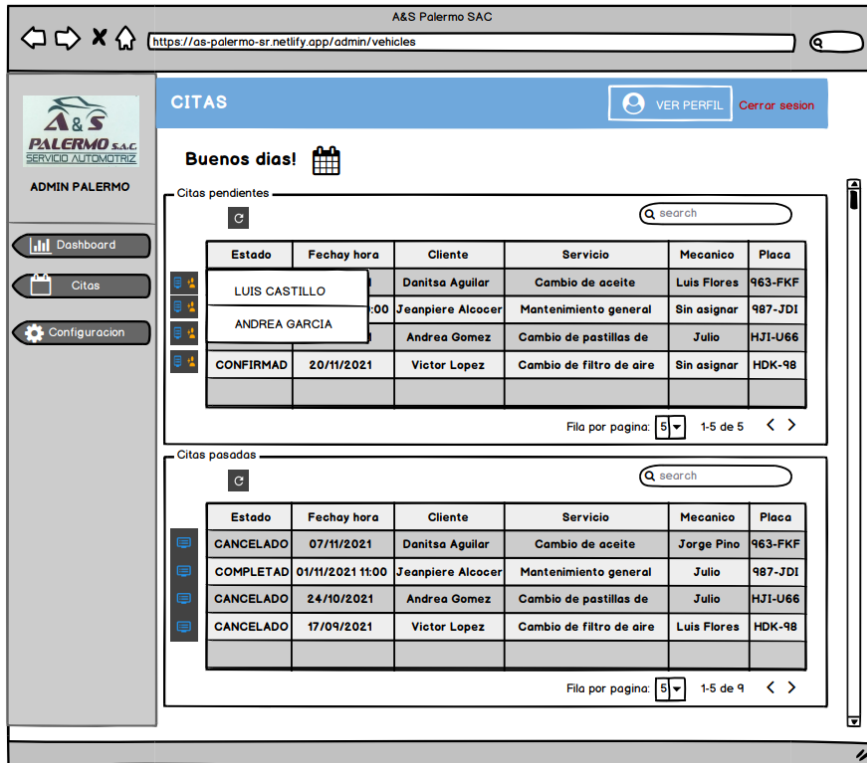 A&S Palermo SAC
https://as-palermo-sr.netlify.app/admin/vehicles
A&S
PALERMO S.A.C
SERVICIO AUTOMOTRIZ
ADMIN PALERMO
Dashboard
Citas
Configuracion
CITAS
VER PERFIL
Cerrar sesion
Buenos dias!
Citas pendientes
search
Estado Fechay hora Cliente Servicio Mecanico Placa
Danitsa Aguilar Cambio de aceite Luis Flores 963-FKF
LUIS CASTILLO
:00 Jeanpiere Alcocer Mantenimiento general Sin asignar 987-JDI
ANDREA GARCIA
Andrea Gomez Cambio de pastillas de Julio HJI-U66
CONFIRMAD 20/11/2021 Victor Lopez Cambio de filtro de aire Sin asignar HDK-98
Fila por pagina: 5 1-5 de 5
Citas pasadas
search
Estado Fechay hora Cliente Servicio Mecanico Placa
CANCELADO 07/11/2021 Danitsa Aguilar Cambio de aceite Jorge Pino 963-FKF
COMPLETAD 01/11/2021 11:00 Jeanpiere Alcocer Mantenimiento general Julio 987-JDI
CANCELADO 24/10/2021 Andrea Gomez Cambio de pastillas de Julio HJI-U66
CANCELADO 17/09/2021 Victor Lopez Cambio de filtro de aire Luis Flores HDK-98
Fila por pagina: 5 1-5 de 9